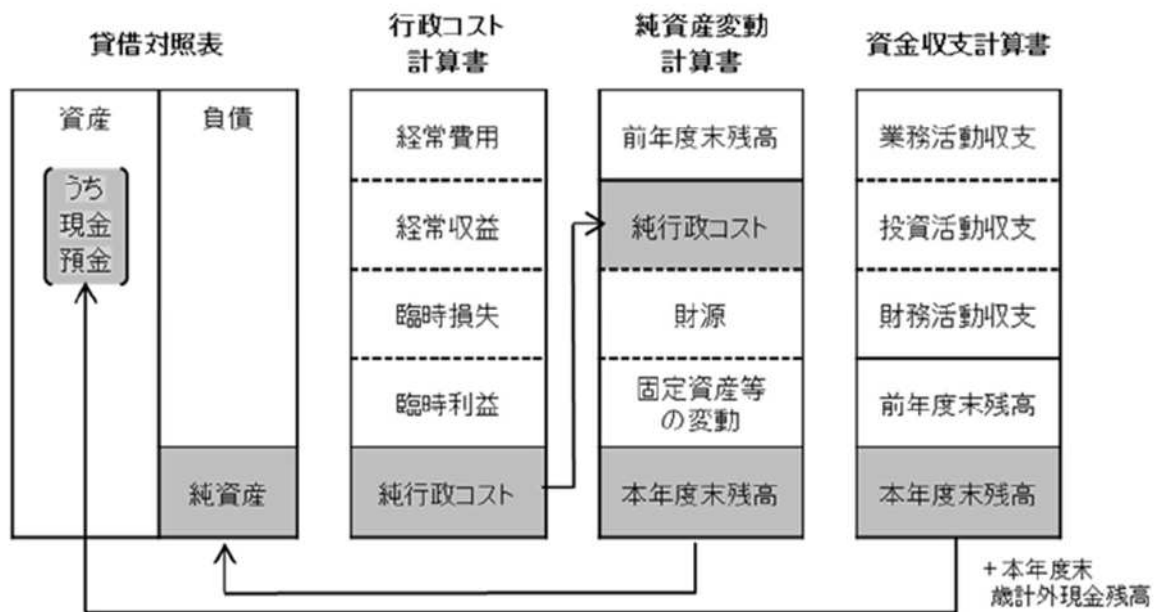 貸借対照表
資産
うち
現金
預金
負債
純資産
行政コスト
計算書
経常費用
経常収益
臨時損失
臨時利益
純行政コスト
純資産変動
計算書
前年度末残高
純行政コスト
財源
固定資産等
の変動
本年度末残高
資金収支計算書
業務活動収支
投資活動収支
財務活動収支
前年度末残高
本年度末残高
+本年度末
歳計外現金残高